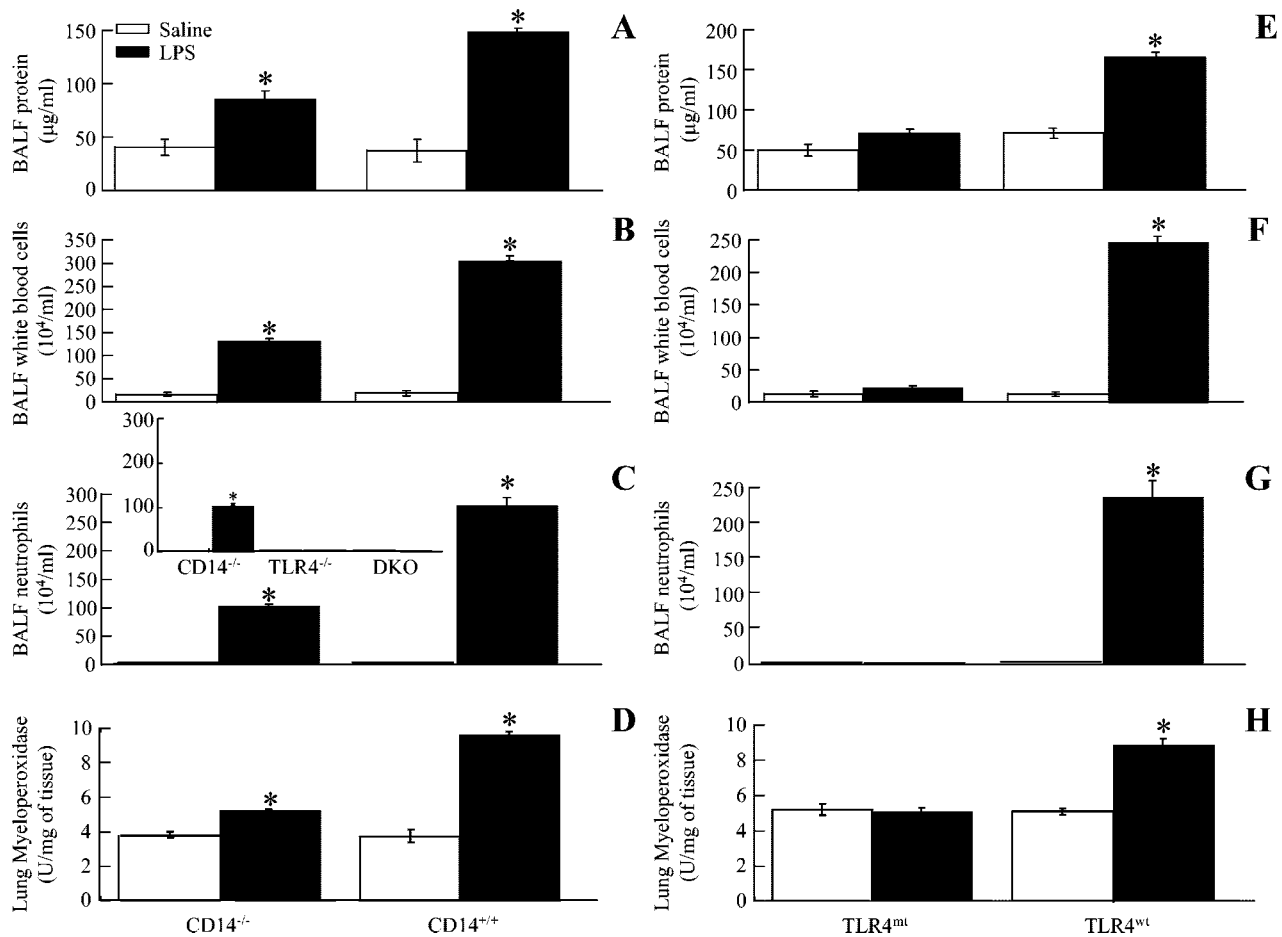 Saline
LPS
A
BALF protein
(µg/ml)
150
100
50
0
*
*
B
BALF white blood cells
(10⁴/ml)
350
300
250
200
150
100
50
0
*
*
C
BALF neutrophils
(10⁴/ml)
300
250
200
150
100
50
0
*
*
300
200
100
0
*
CD14⁻/⁻
TLR4⁻/⁻
DKO
D
Lung Myeloperoxidase
(U/mg of tissue)
10
8
6
4
2
0
*
*
CD14⁻/⁻
CD14⁺/⁺
E
BALF protein
(µg/ml)
200
150
100
50
0
*
F
BALF white blood cells
(10⁴/ml)
250
200
150
100
50
0
*
G
BALF neutrophils
(10⁴/ml)
250
200
150
100
50
0
*
H
Lung Myeloperoxidase
(U/mg of tissue)
10
8
6
4
2
0
*
TLR4ᵐᵗ
TLR4ʷᵗ